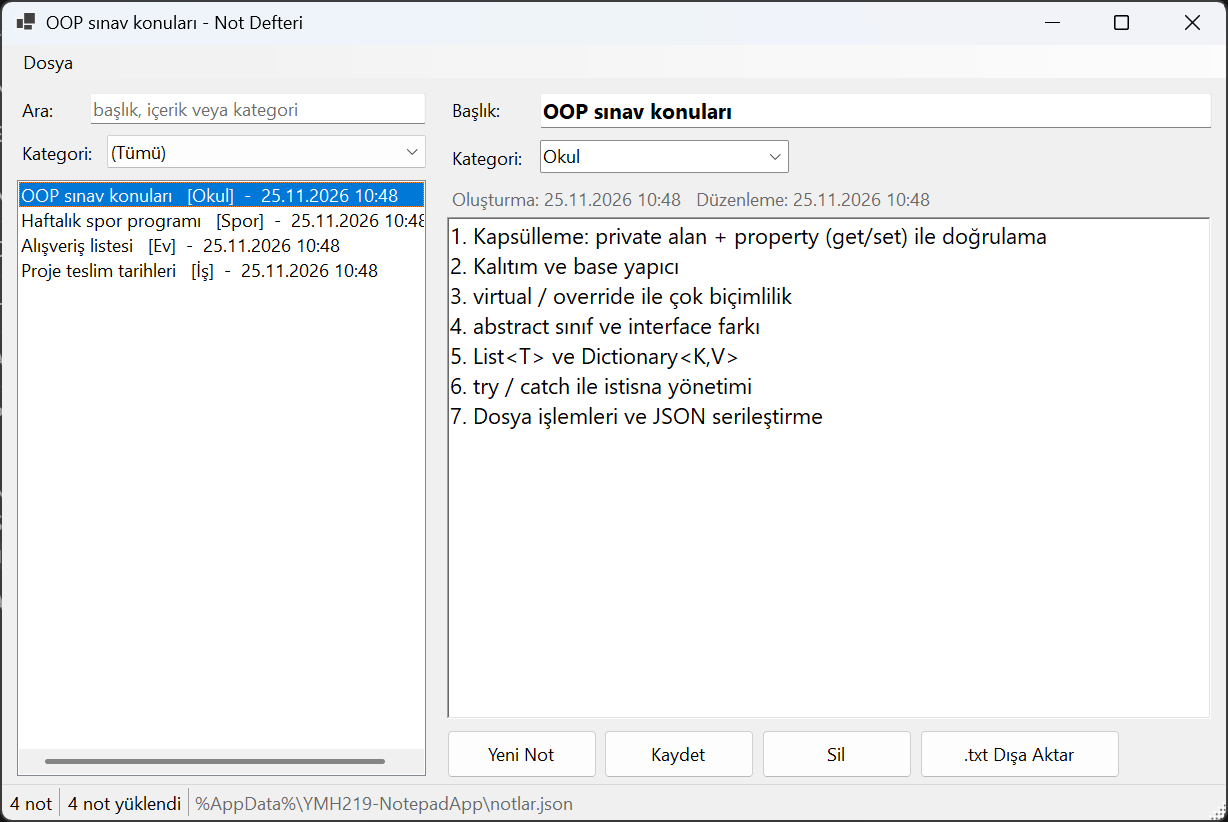 OOP sınav konuları - Not Defteri
Dosya
Ara: başlık, içerik veya kategori
Kategori: (Tümü)
OOP sınav konuları [Okul] - 25.11.2026 10:48
Haftalık spor programı [Spor] - 25.11.2026 10:48
Alışveriş listesi [Ev] - 25.11.2026 10:48
Proje teslim tarihleri [İş] - 25.11.2026 10:48
Başlık: OOP sınav konuları
Kategori: Okul
Oluşturma: 25.11.2026 10:48 Düzenleme: 25.11.2026 10:48
1. Kapsülleme: private alan + property (get/set) ile doğrulama
2. Kalıtım ve base yapıcı
3. virtual / override ile çok biçimlilik
4. abstract sınıf ve interface farkı
5. List<T> ve Dictionary<K,V>
6. try / catch ile istisna yönetimi
7. Dosya işlemleri ve JSON serileştirme
Yeni Not Kaydet Sil .txt Dışa Aktar
4 not 4 not yüklendi %AppData%\YMH219-NotepadApp\notlar.json